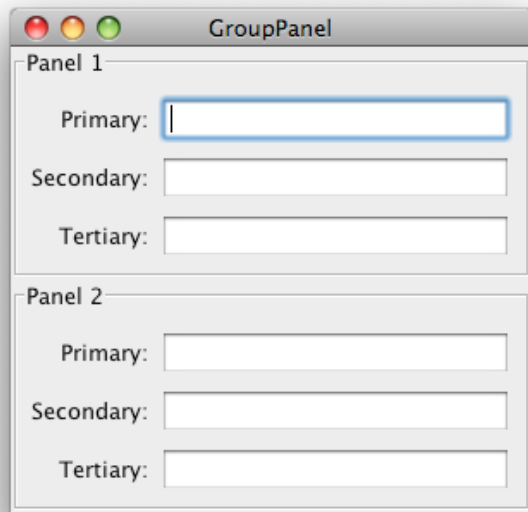 GroupPanel
Panel 1
Primary:
Secondary:
Tertiary:
Panel 2
Primary:
Secondary:
Tertiary: